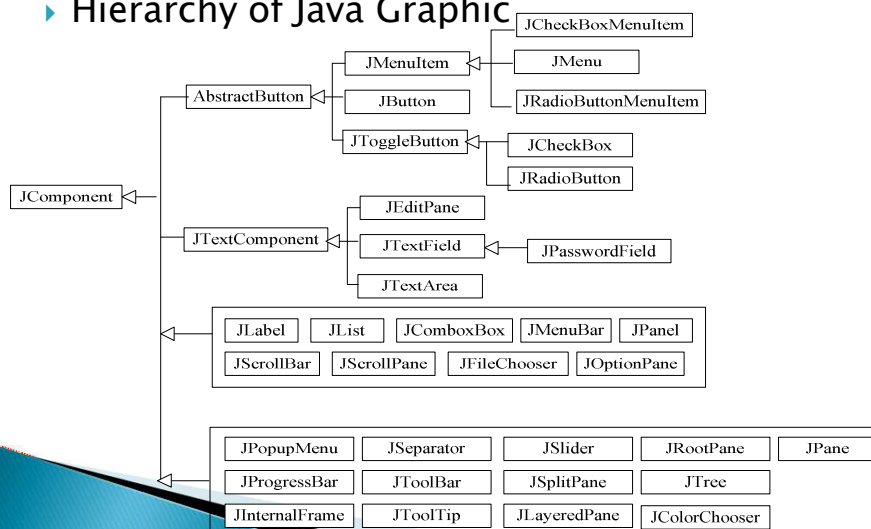 Hierarchy of Java Graphic
JCheckBoxMenuItem
JMenuItem
JMenu
AbstractButton
JButton
JRadioButtonMenuItem
JToggleButton
JCheckBox
JRadioButton
JComponent
JEditPane
JTextComponent
JTextField
JPasswordField
JTextArea
JLabel JList JComboxBox JMenuBar JPanel
JScrollBar JScrollPane JFileChooser JOptionPane
JPopupMenu JSeparator JSlider JRootPane JPane
JProgressBar JToolBar JSplitPane JTree
JInternalFrame JToolTip JLayeredPane JColorChooser